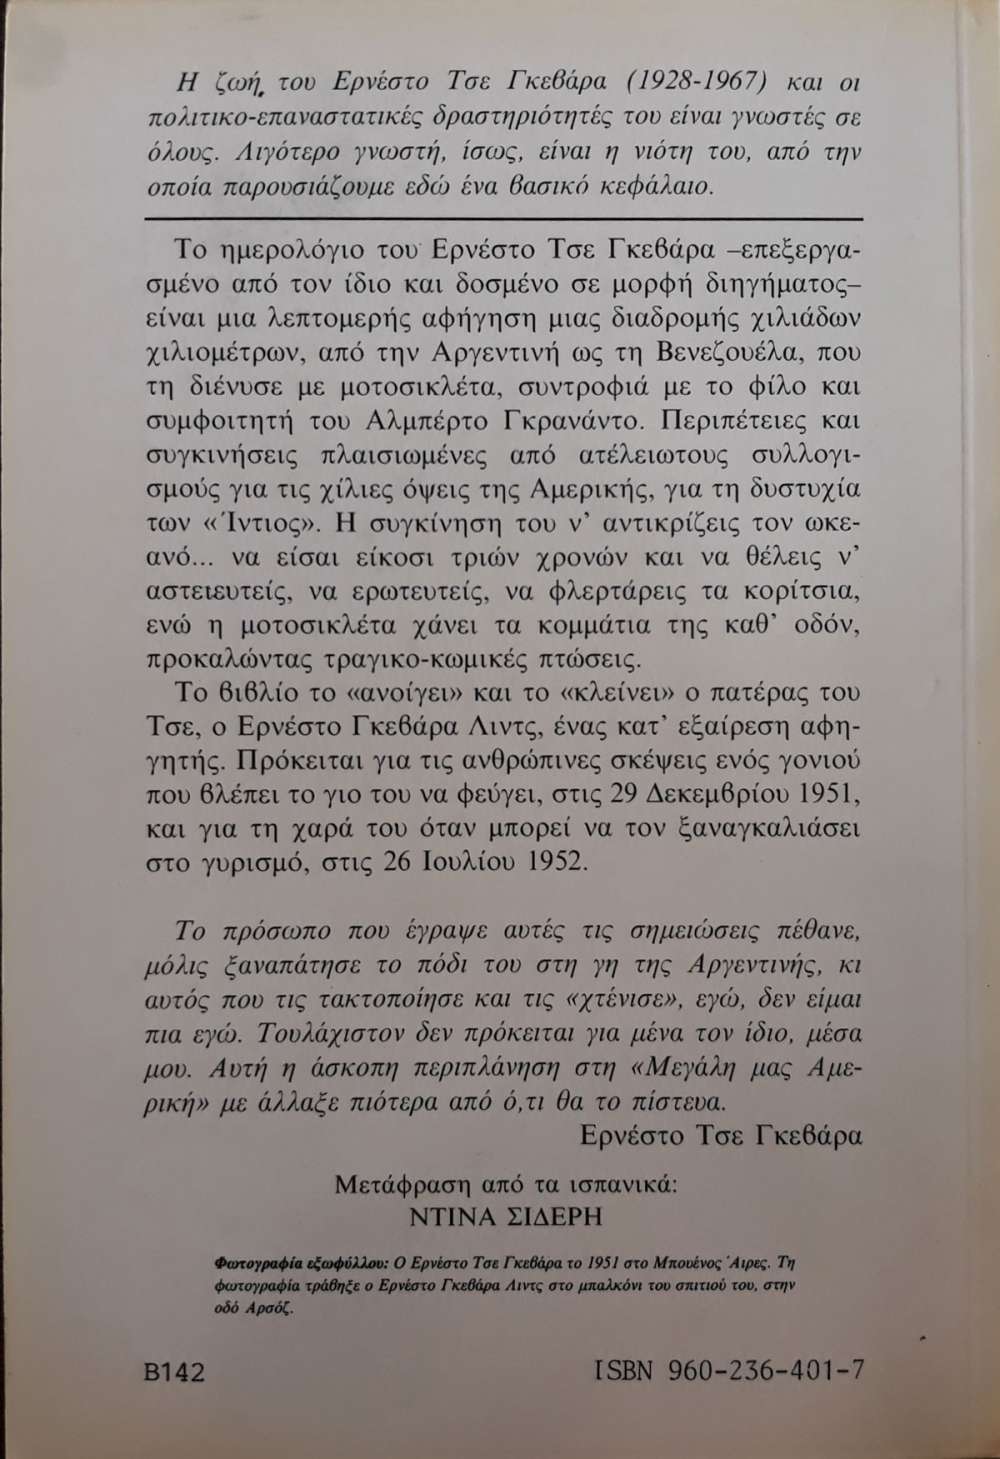 Η ζωή του Ερνέστο Τσε Γκεβάρα (1928-1967) και οι
πολιτικο-επαναστατικές δραστηριότητές του είναι γνωστές σε
όλους. Λιγότερο γνωστή, ίσως, είναι η νιότη του, από την
οποία παρουσιάζουμε εδώ ένα βασικό κεφάλαιο.
Το ημερολόγιο του Ερνέστο Τσε Γκεβάρα –επεξεργα-
σμένο από τον ίδιο και δοσμένο σε μορφή διηγήματος–
είναι μια λεπτομερής αφήγηση μιας διαδρομής χιλιάδων
χιλιομέτρων, από την Αργεντινή ως τη Βενεζουέλα, που
τη διένυσε με μοτοσικλέτα, συντροφιά με το φίλο και
συμφοιτητή του Αλμπέρτο Γκρανάντο. Περιπέτειες και
συγκινήσεις πλαισιωμένες από ατέλειωτους συλλογι-
σμούς για τις χίλιες όψεις της Αμερικής, για τη δυστυχία
των «Ίντιος». Η συγκίνηση του ν’ αντικρίζεις τον ωκε-
ανό... να είσαι είκοσι τριών χρονών και να θέλεις ν’
αστειευτείς, να ερωτευτείς, να φλερτάρεις τα κορίτσια,
ενώ η μοτοσικλέτα χάνει τα κομμάτια της καθ’ οδόν,
προκαλώντας τραγικο-κωμικές πτώσεις.
Το βιβλίο το «ανοίγει» και το «κλείνει» ο πατέρας του
Τσε, ο Ερνέστο Γκεβάρα Λιντς, ένας κατ’ εξαίρεση αφη-
γητής. Πρόκειται για τις ανθρώπινες σκέψεις ενός γονιού
που βλέπει το γιο του να φεύγει, στις 29 Δεκεμβρίου 1951,
και για τη χαρά του όταν μπορεί να τον ξαναγκαλιάσει
στο γυρισμό, στις 26 Ιουλίου 1952.
Το πρόσωπο που έγραψε αυτές τις σημειώσεις πέθανε,
μόλις ξαναπάτησε το πόδι του στη γη της Αργεντινής, κι
αυτός που τις τακτοποίησε και τις «χτένισε», εγώ, δεν είμαι
πια εγώ. Τουλάχιστον δεν πρόκειται για μένα τον ίδιο, μέσα
μου. Αυτή η άσκοπη περιπλάνηση στη «Μεγάλη μας Αμε-
ρική» με άλλαξε πιότερα από ό,τι θα το πίστευα.
Ερνέστο Τσε Γκεβάρα
Μετάφραση από τα ισπανικά:
ΝΤΙΝΑ ΣΙΔΕΡΗ
Φωτογραφία εξωφύλλου: Ο Ερνέστο Τσε Γκεβάρα το 1951 στο Μπουένος Άιρες. Τη
φωτογραφία τράβηξε ο Ερνέστο Γκεβάρα Λιντς στο μπαλκόνι του σπιτιού του, στην
οδό Αρσόζ.
B142
ISBN 960-236-401-7